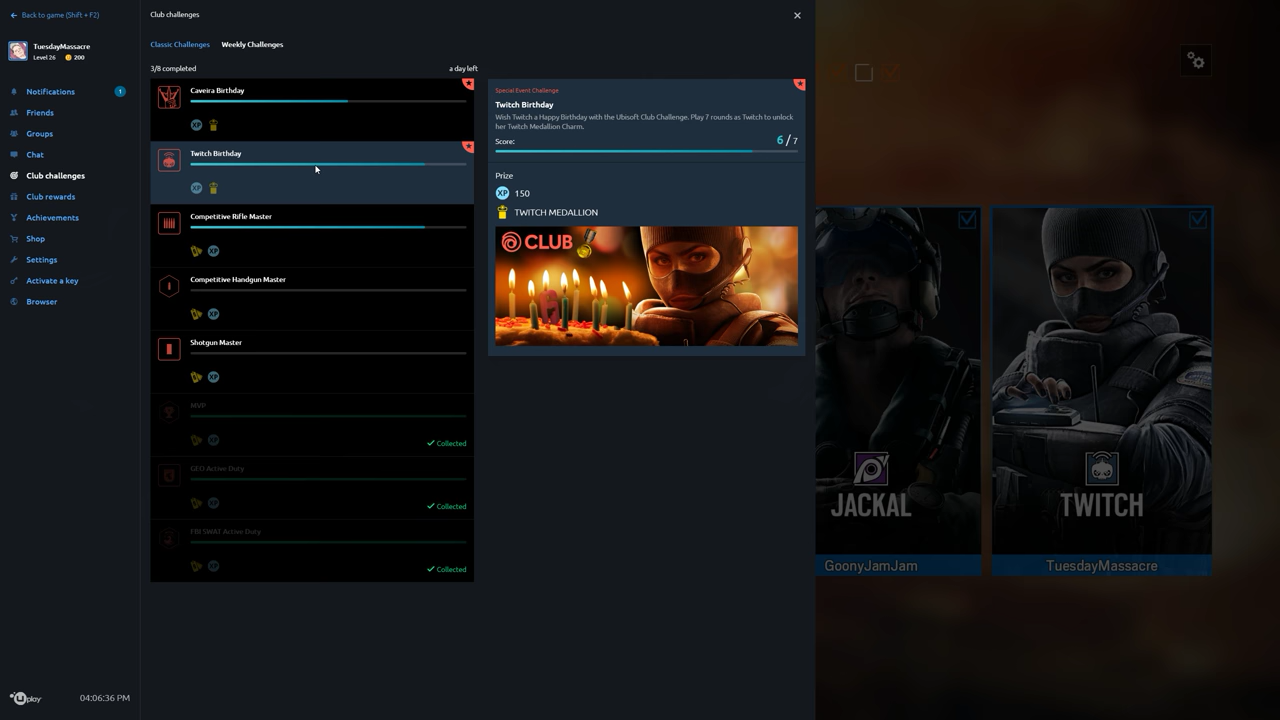 Back to game (Shift + F2)
TuesdayMassacre
Level 26 200
Notifications 1
Friends
Groups
Chat
Club challenges
Club rewards
Achievements
Shop
Settings
Activate a key
Browser
uplay
04:06:36 PM
Club challenges
Classic Challenges Weekly Challenges
3/8 completed a day left
Caveira Birthday
XP
Twitch Birthday
XP
Competitive Rifle Master
XP
Competitive Handgun Master
XP
Shotgun Master
XP
MVP
XP
Collected
GEO Active Duty
XP
Collected
FBI SWAT Active Duty
XP
Collected
Special Event Challenge
Twitch Birthday
Wish Twitch a Happy Birthday with the Ubisoft Club Challenge. Play 7 rounds as Twitch to unlock
her Twitch Medallion Charm.
Score: 6/7
Prize
XP 150
TWITCH MEDALLION
CLUB
JACKAL
GoonyJamJam
TWITCH
TuesdayMassacre